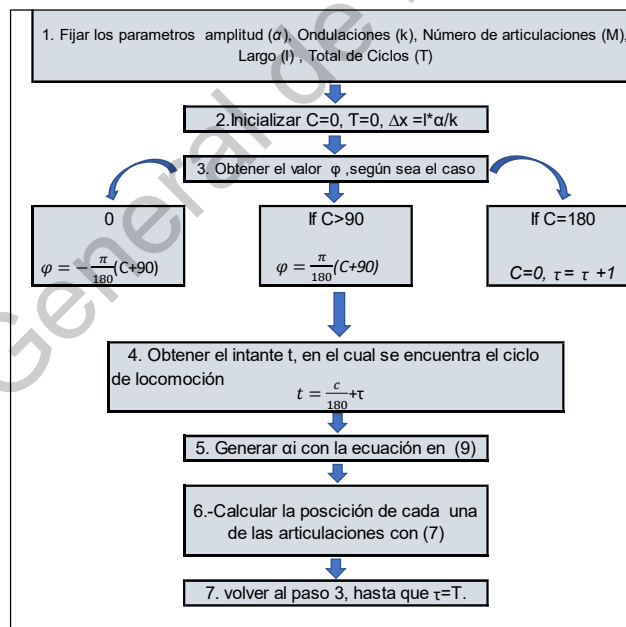 1. Fijar los parametros amplitud (α), Ondulaciones (k), Número de articulaciones (M),
Largo (l) , Total de Ciclos (T)
2.Inicializar C=0, T=0, Δx =l*α/k
3. Obtener el valor φ ,según sea el caso
0
φ = −π/180(C+90)
If C>90
φ = π/180(C+90)
If C=180
C=0, τ = τ +1
4. Obtener el intante t, en el cual se encuentra el ciclo
de locomoción
t = c/180+τ
5. Generar αi con la ecuación en (9)
6.-Calcular la poscición de cada una
de las articulaciones con (7)
7. volver al paso 3, hasta que τ=T.
General de